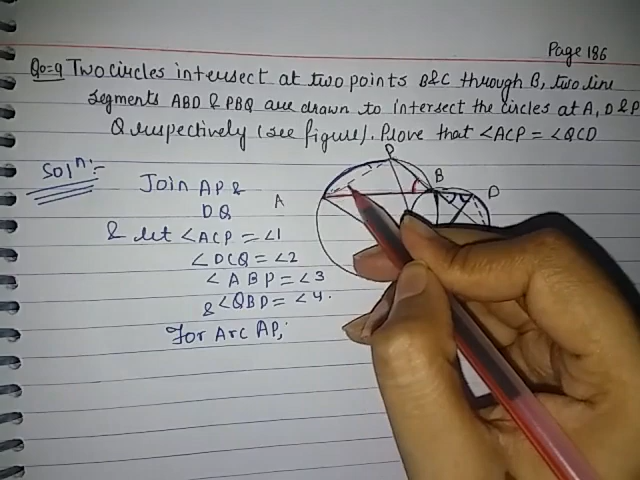 Page 186
Qo=9 Two circles intersect at two points B&C through B, two line
segments ABD & PBQ are drawn to intersect the circles at A, D & P
Q respectively (see figure). Prove that ∠ACP = ∠QCD
Solⁿ:-
Join AP &
DQ
& let ∠ACP = ∠1
∠DCQ = ∠2
∠ABP = ∠3
& ∠QBD = ∠4.
For Arc AP,
A
P
B
D